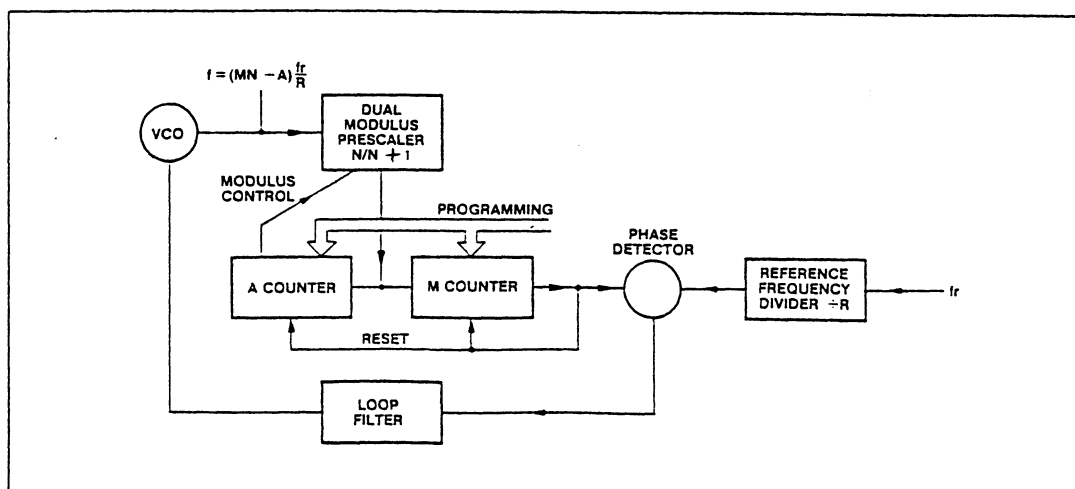 f = (MN - A) fr/R
VCO
DUAL
MODULUS
PRESCALER
N/N + 1
MODULUS
CONTROL
PROGRAMMING
PHASE
DETECTOR
A COUNTER
M COUNTER
REFERENCE
FREQUENCY
DIVIDER ÷R
fr
RESET
LOOP
FILTER